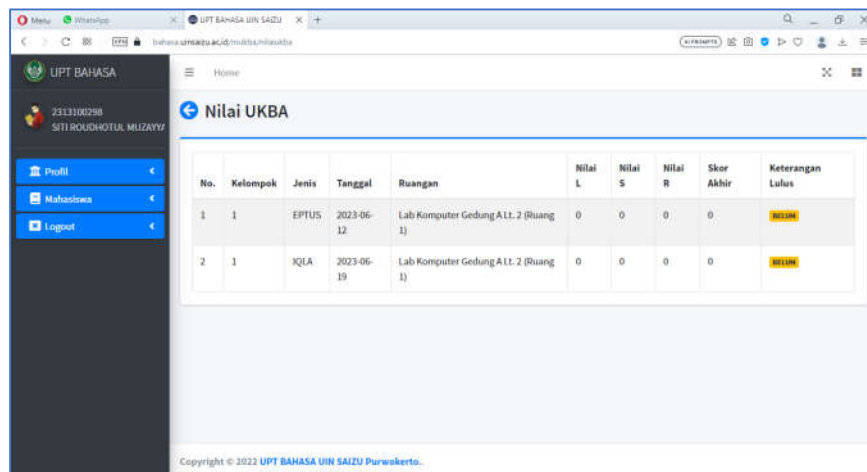 Menu WhatsApp UPT BAHASA UIN SAIZU
VPN bahasa.uinsaizu.ac.id/mukba/nilaiukba AI PROMPTS
UPT BAHASA
Home
2313100298
SITI ROUDHOTUL MUZAYYA
Nilai UKBA
Profil
Mahasiswa
Logout
No. Kelompok Jenis Tanggal Ruangan Nilai L Nilai S Nilai R Skor Akhir Keterangan Lulus
1 1 EPTUS 2023-06-12 Lab Komputer Gedung A Lt. 2 (Ruang 1) 0 0 0 0 BELUM
2 1 IQLA 2023-06-19 Lab Komputer Gedung A Lt. 2 (Ruang 1) 0 0 0 0 BELUM
Copyright © 2022 UPT BAHASA UIN SAIZU Purwokerto..